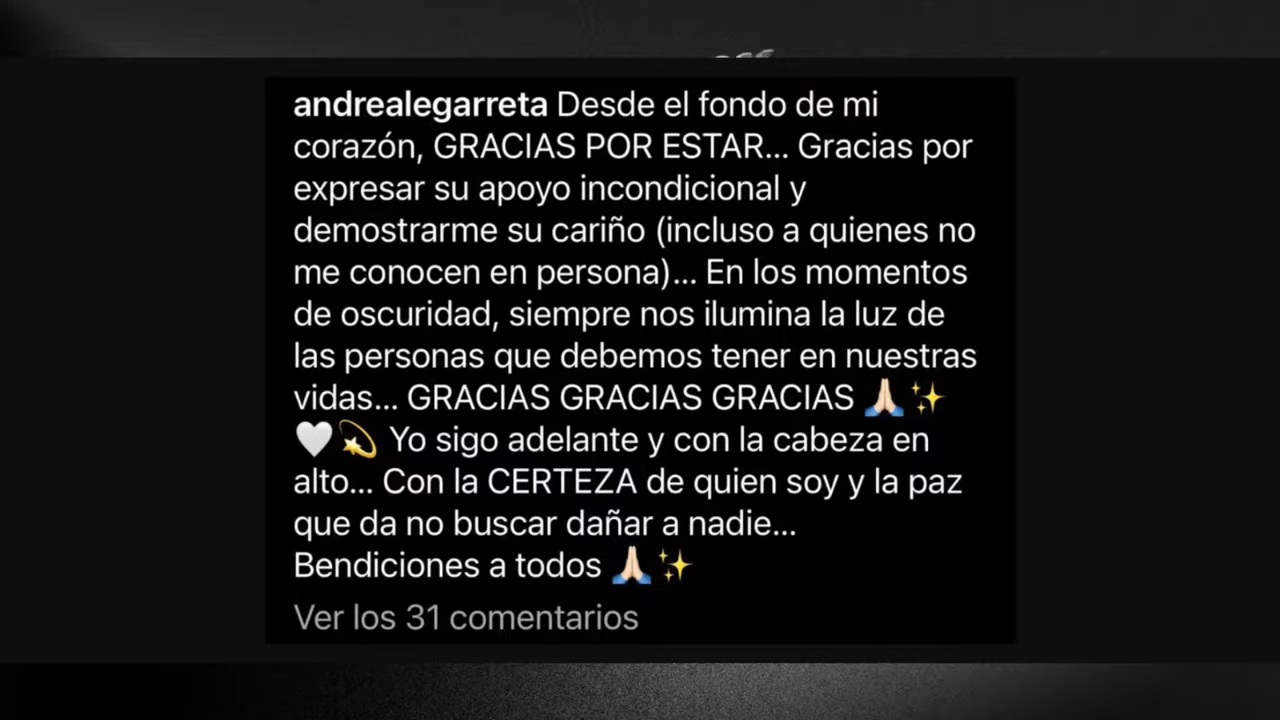 andrealegarreta Desde el fondo de mi
corazón, GRACIAS POR ESTAR... Gracias por
expresar su apoyo incondicional y
demostrarme su cariño (incluso a quienes no
me conocen en persona)... En los momentos
de oscuridad, siempre nos ilumina la luz de
las personas que debemos tener en nuestras
vidas... GRACIAS GRACIAS GRACIAS 🙏🏻✨
🤍💫 Yo sigo adelante y con la cabeza en
alto... Con la CERTEZA de quien soy y la paz
que da no buscar dañar a nadie...
Bendiciones a todos 🙏🏻✨
Ver los 31 comentarios